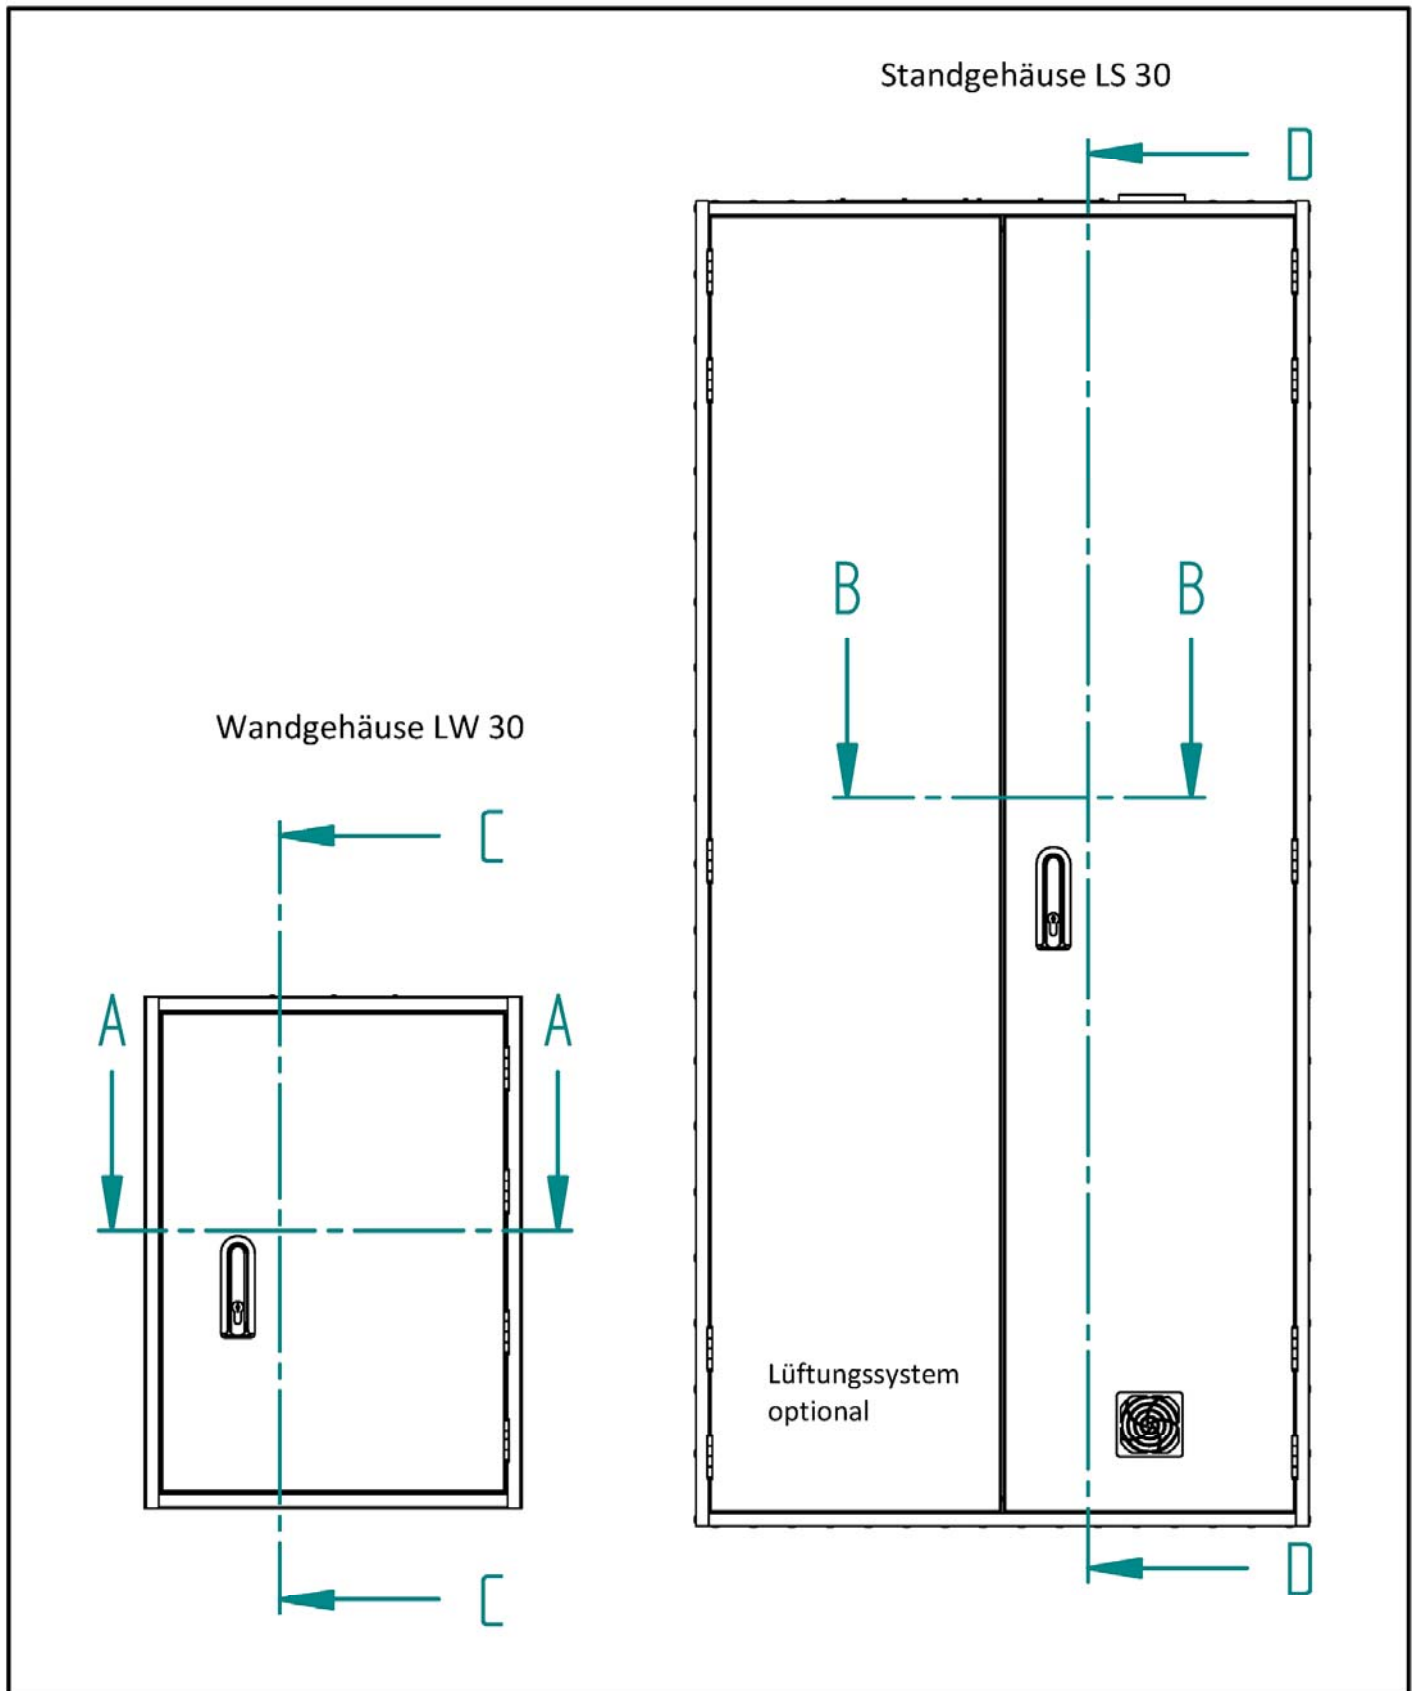 Standgehäuse LS 30
D
B B
Wandgehäuse LW 30
C
A A
Lüftungssystem
optional
D
C